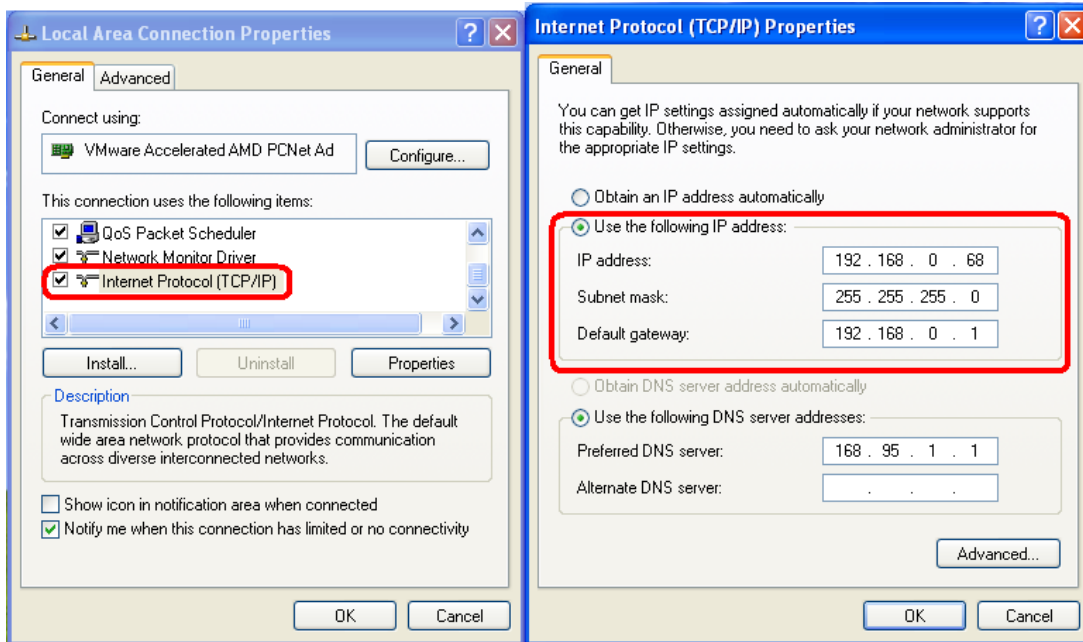 Local Area Connection Properties
General
Advanced
Connect using:
VMware Accelerated AMD PCNet Ad
Configure...
This connection uses the following items:
QoS Packet Scheduler
Network Monitor Driver
Internet Protocol (TCP/IP)
Install...
Uninstall
Properties
Description
Transmission Control Protocol/Internet Protocol. The default
wide area network protocol that provides communication
across diverse interconnected networks.
Show icon in notification area when connected
Notify me when this connection has limited or no connectivity
OK
Cancel
Internet Protocol (TCP/IP) Properties
General
You can get IP settings assigned automatically if your network supports
this capability. Otherwise, you need to ask your network administrator for
the appropriate IP settings.
Obtain an IP address automatically
Use the following IP address:
IP address: 192 . 168 . 0 . 68
Subnet mask: 255 . 255 . 255 . 0
Default gateway: 192 . 168 . 0 . 1
Obtain DNS server address automatically
Use the following DNS server addresses:
Preferred DNS server: 168 . 95 . 1 . 1
Alternate DNS server: . . .
Advanced...
OK
Cancel